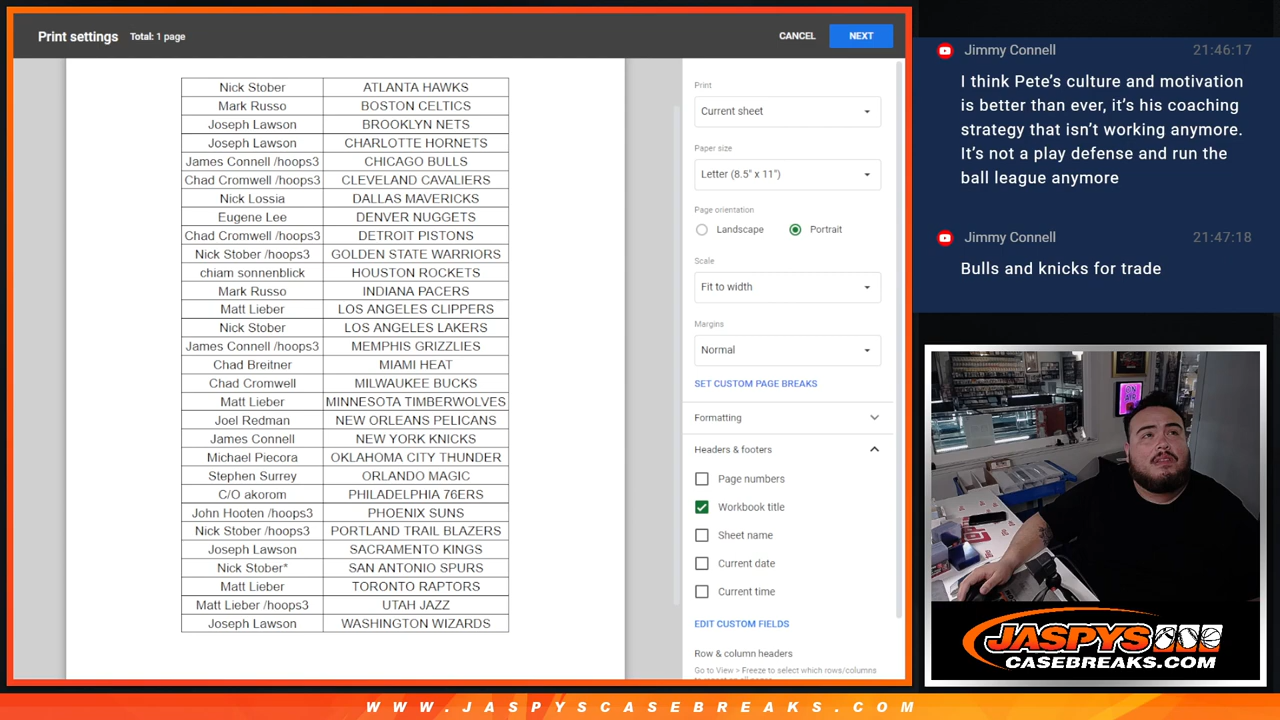 Print settings Total: 1 page CANCEL NEXT
Nick Stober ATLANTA HAWKS
Mark Russo BOSTON CELTICS
Joseph Lawson BROOKLYN NETS
Joseph Lawson CHARLOTTE HORNETS
James Connell /hoops3 CHICAGO BULLS
Chad Cromwell /hoops3 CLEVELAND CAVALIERS
Nick Lossia DALLAS MAVERICKS
Eugene Lee DENVER NUGGETS
Chad Cromwell /hoops3 DETROIT PISTONS
Nick Stober /hoops3 GOLDEN STATE WARRIORS
chiam sonnenblick HOUSTON ROCKETS
Mark Russo INDIANA PACERS
Matt Lieber LOS ANGELES CLIPPERS
Nick Stober LOS ANGELES LAKERS
James Connell /hoops3 MEMPHIS GRIZZLIES
Chad Breitner MIAMI HEAT
Chad Cromwell MILWAUKEE BUCKS
Matt Lieber MINNESOTA TIMBERWOLVES
Joel Redman NEW ORLEANS PELICANS
James Connell NEW YORK KNICKS
Michael Piecora OKLAHOMA CITY THUNDER
Stephen Surrey ORLANDO MAGIC
C/O akorom PHILADELPHIA 76ERS
John Hooten /hoops3 PHOENIX SUNS
Nick Stober /hoops3 PORTLAND TRAIL BLAZERS
Joseph Lawson SACRAMENTO KINGS
Nick Stober* SAN ANTONIO SPURS
Matt Lieber TORONTO RAPTORS
Matt Lieber /hoops3 UTAH JAZZ
Joseph Lawson WASHINGTON WIZARDS
Print
Current sheet
Paper size
Letter (8.5" x 11")
Page orientation
Landscape Portrait
Scale
Fit to width
Margins
Normal
SET CUSTOM PAGE BREAKS
Formatting
Headers & footers
Page numbers
Workbook title
Sheet name
Current date
Current time
EDIT CUSTOM FIELDS
Row & column headers
Go to View > Freeze to select which rows/columns
Jimmy Connell 21:46:17
I think Pete's culture and motivation
is better than ever, it's his coaching
strategy that isn't working anymore.
It's not a play defense and run the
ball league anymore
Jimmy Connell 21:47:18
Bulls and knicks for trade
ON
AIR
JASPYS
CASEBREAKS.COM
WWW.JASPYSCASEBREAKS.COM